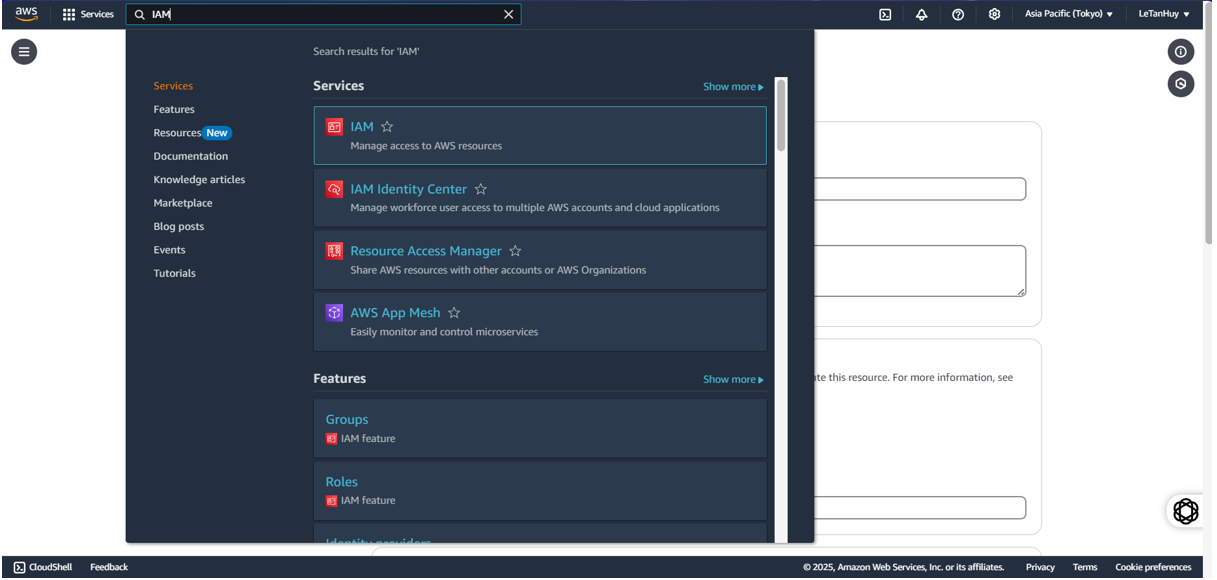 aws
Services
IAM
Asia Pacific (Tokyo)
LeTanHuy
Search results for 'IAM'
Services
Features
Resources New
Documentation
Knowledge articles
Marketplace
Blog posts
Events
Tutorials
Services
Show more
IAM
Manage access to AWS resources
IAM Identity Center
Manage workforce user access to multiple AWS accounts and cloud applications
Resource Access Manager
Share AWS resources with other accounts or AWS Organizations
AWS App Mesh
Easily monitor and control microservices
Features
Show more
Groups
IAM feature
Roles
IAM feature
Identity providers
this resource. For more information, see
CloudShell
Feedback
© 2025, Amazon Web Services, Inc. or its affiliates.
Privacy
Terms
Cookie preferences